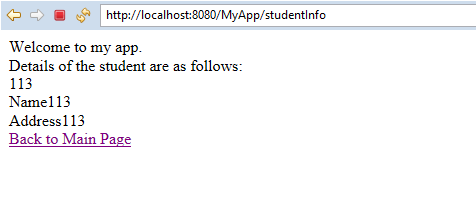 http://localhost:8080/MyApp/studentInfo
Welcome to my app.
Details of the student are as follows:
113
Name113
Address113
Back to Main Page